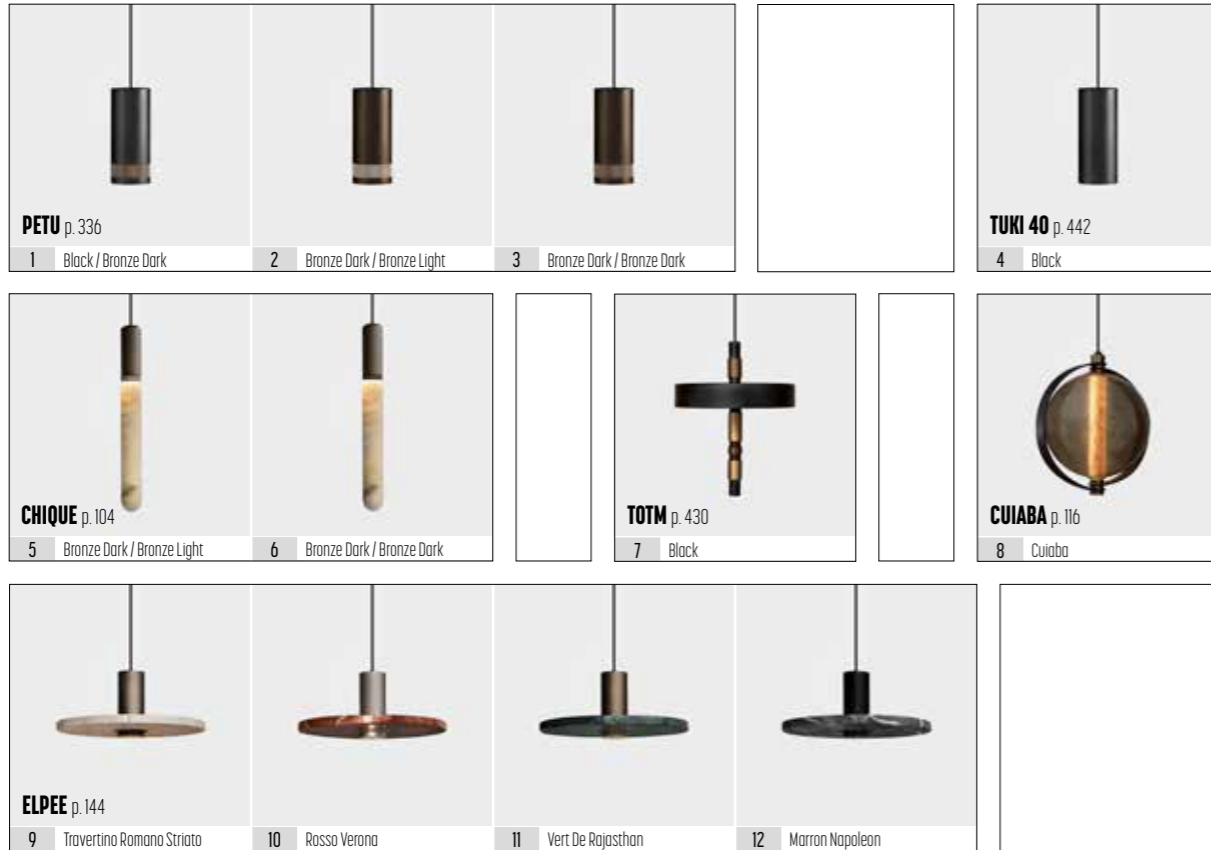 PETU p. 336
1 Black / Bronze Dark
2 Bronze Dark / Bronze Light
3 Bronze Dark / Bronze Dark
TUKI 40 p. 442
4 Black
CHIQUE p. 104
5 Bronze Dark / Bronze Light
6 Bronze Dark / Bronze Dark
TOTM p. 430
7 Black
CUIABA p. 116
8 Cuiaba
ELPEE p. 144
9 Travertino Romano Striato
10 Rosso Verona
11 Vert De Rajasthan
12 Marron Napoleon